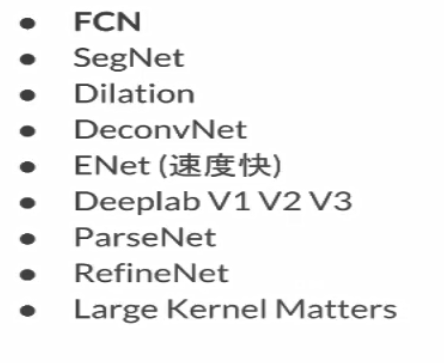 ● FCN
● SegNet
● Dilation
● DeconvNet
● ENet (速度快)
● Deeplab V1 V2 V3
● ParseNet
● RefineNet
● Large Kernel Matters